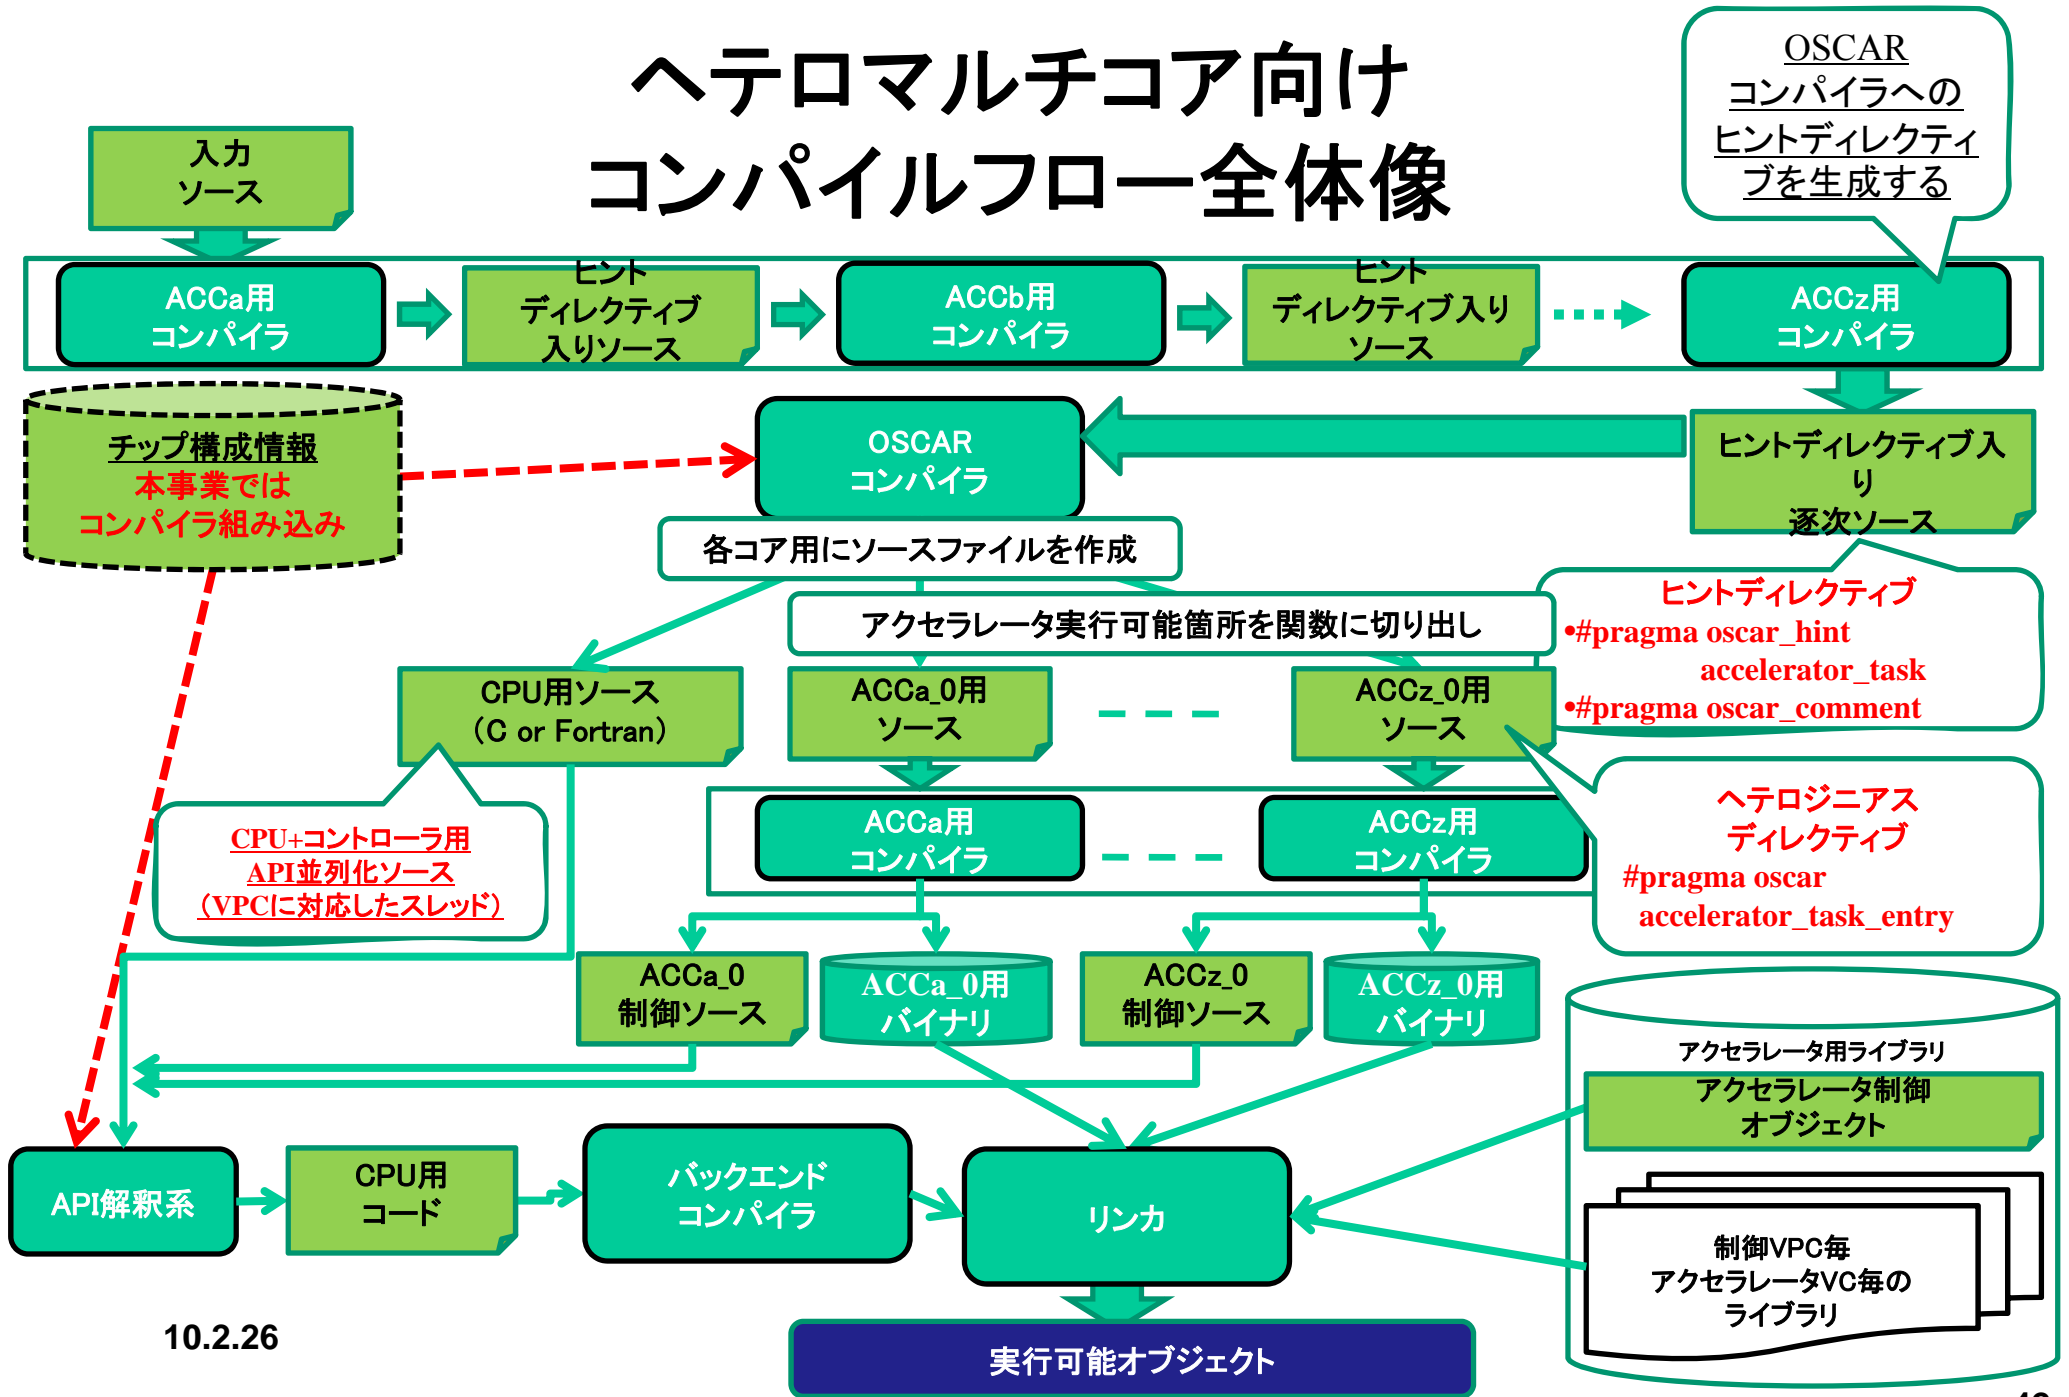 ヘテロマルチコア向け
コンパイルフロー全体像
OSCAR
コンパイラへの
ヒントディレクティ
ブを生成する
入力
ソース
ACCa用
コンパイラ
ヒント
ディレクティブ
入りソース
ACCb用
コンパイラ
ヒント
ディレクティブ入り
ソース
ACCz用
コンパイラ
チップ構成情報
本事業では
コンパイラ組み込み
OSCAR
コンパイラ
ヒントディレクティブ入
り
逐次ソース
各コア用にソースファイルを作成
アクセラレータ実行可能箇所を関数に切り出し
ヒントディレクティブ
•#pragma oscar_hint
accelerator_task
•#pragma oscar_comment
CPU用ソース
（C or Fortran）
ACCa_0用
ソース
ACCz_0用
ソース
CPU+コントローラ用
API並列化ソース
（VPCに対応したスレッド）
ACCa用
コンパイラ
ACCz用
コンパイラ
ヘテロジニアス
ディレクティブ
#pragma oscar
accelerator_task_entry
ACCa_0
制御ソース
ACCa_0用
バイナリ
ACCz_0
制御ソース
ACCz_0用
バイナリ
アクセラレータ用ライブラリ
アクセラレータ制御
オブジェクト
API解釈系
CPU用
コード
バックエンド
コンパイラ
リンカ
制御VPC毎
アクセラレータVC毎の
ライブラリ
10.2.26
実行可能オブジェクト